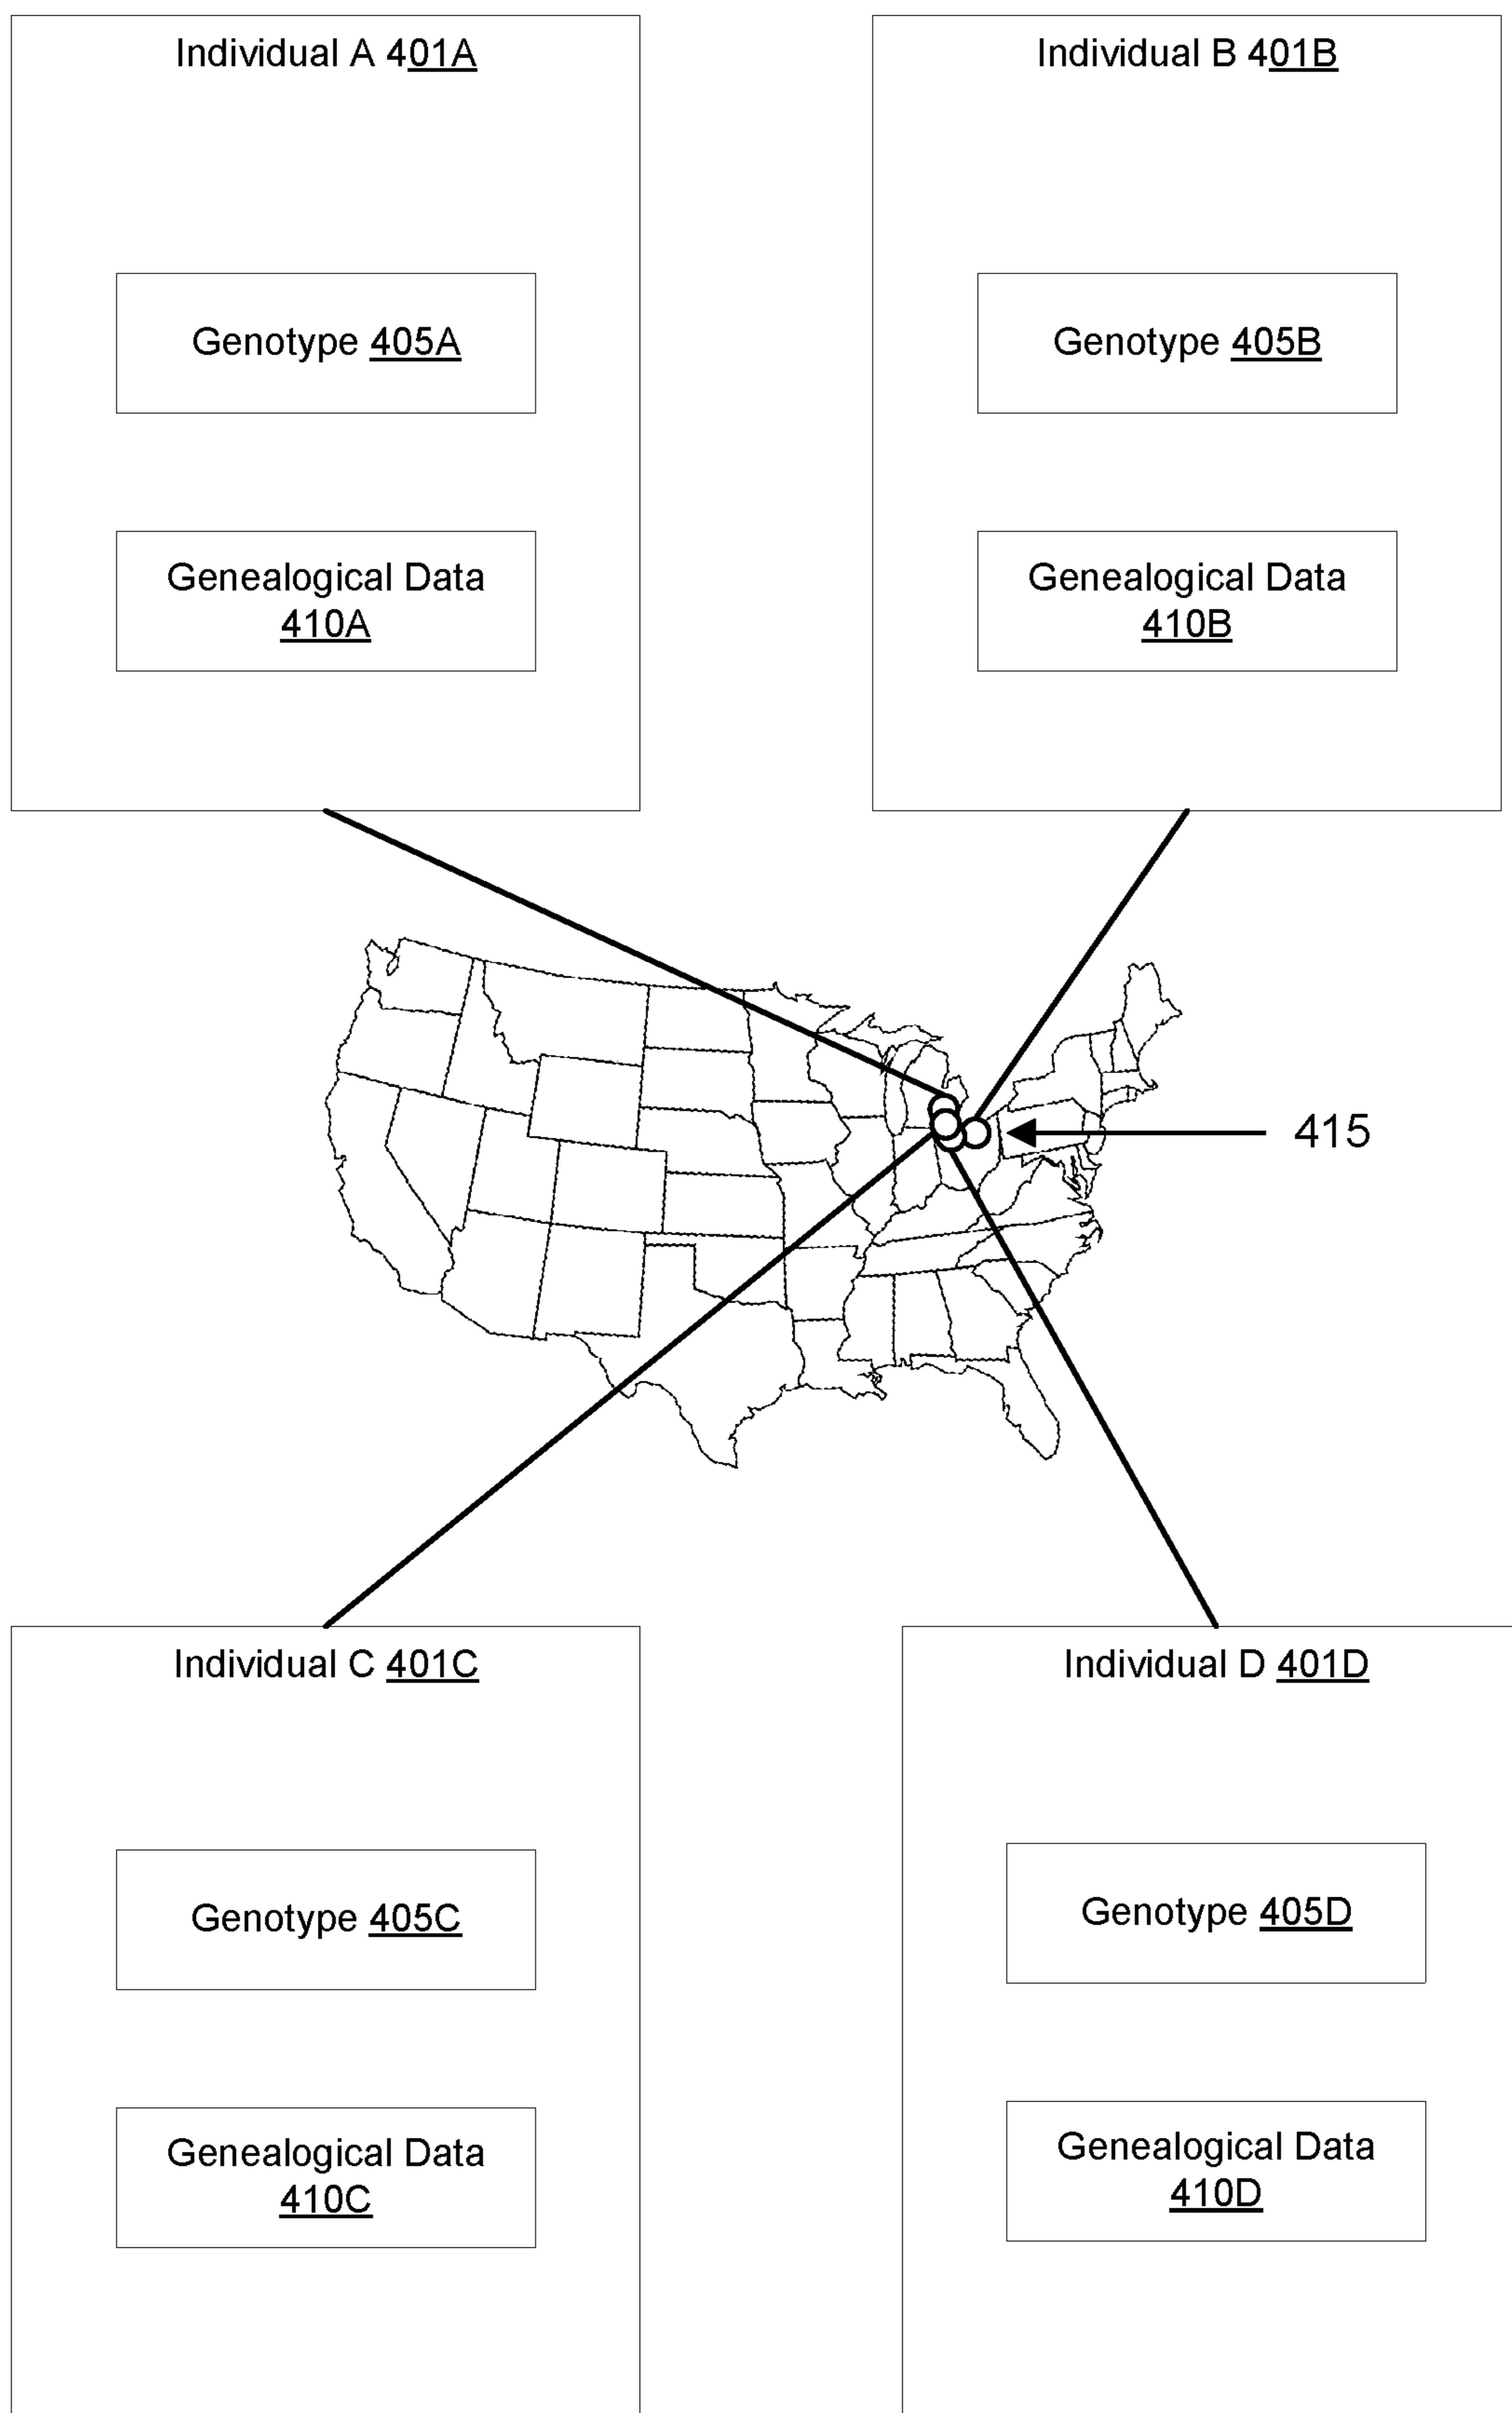 Individual A 401A
Individual B 401B
Genotype 405A
Genotype 405B
Genealogical Data
410A
Genealogical Data
410B
415
Individual C 401C
Individual D 401D
Genotype 405C
Genotype 405D
Genealogical Data
410C
Genealogical Data
410D